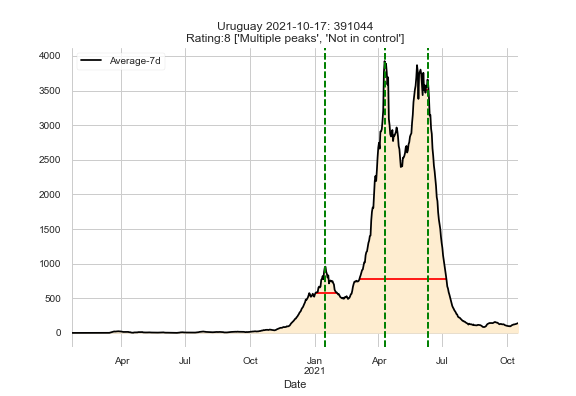 Uruguay 2021-10-17: 391044
Rating:8 ['Multiple peaks', 'Not in control']
Average-7d
4000
3500
3000
2500
2000
1500
1000
500
0
Apr
Jul
Oct
Jan
2021
Apr
Jul
Oct
Date